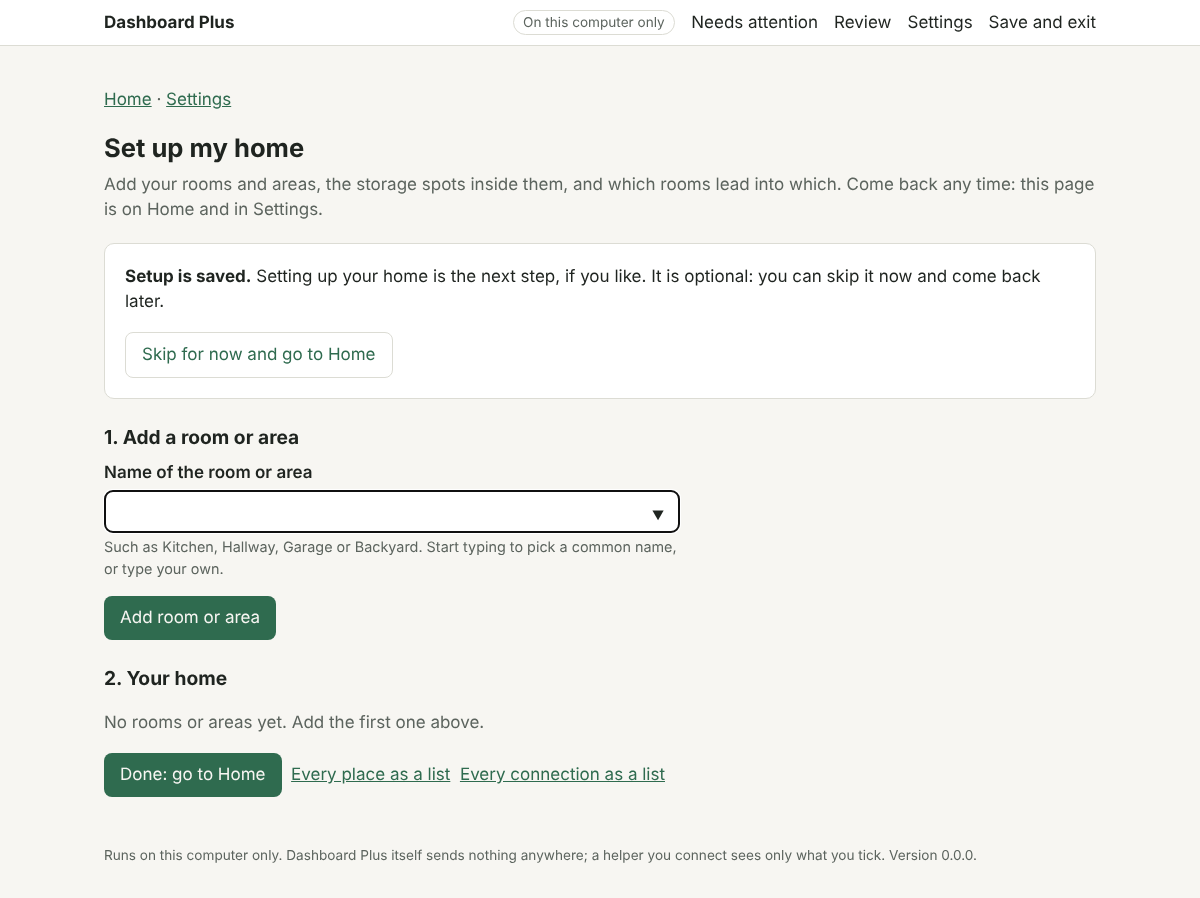 Dashboard Plus
On this computer only
Needs attention
Review
Settings
Save and exit
Home · Settings
Set up my home
Add your rooms and areas, the storage spots inside them, and which rooms lead into which. Come back any time: this page
is on Home and in Settings.
Setup is saved. Setting up your home is the next step, if you like. It is optional: you can skip it now and come back
later.
Skip for now and go to Home
1. Add a room or area
Name of the room or area
Such as Kitchen, Hallway, Garage or Backyard. Start typing to pick a common name,
or type your own.
Add room or area
2. Your home
No rooms or areas yet. Add the first one above.
Done: go to Home
Every place as a list
Every connection as a list
Runs on this computer only. Dashboard Plus itself sends nothing anywhere; a helper you connect sees only what you tick. Version 0.0.0.